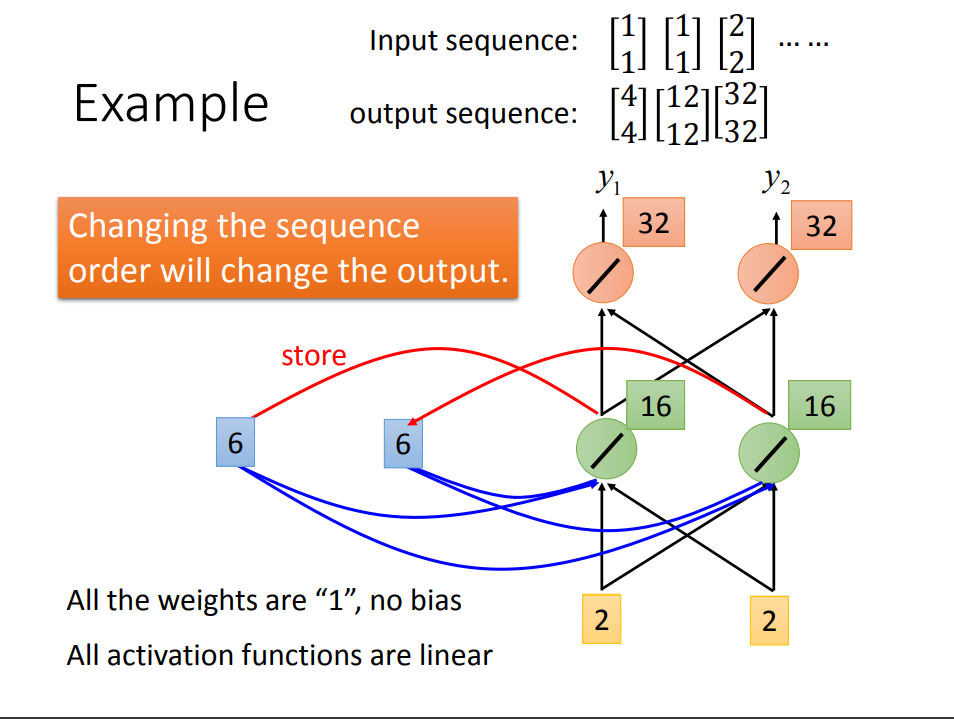 Example
Input sequence: [1 1] [1 1] [2 2] … …
output sequence: [4 4] [12 12] [32 32]
Changing the sequence
order will change the output.
y₁ y₂
32 32
store
16 16
6 6
2 2
All the weights are “1”, no bias
All activation functions are linear